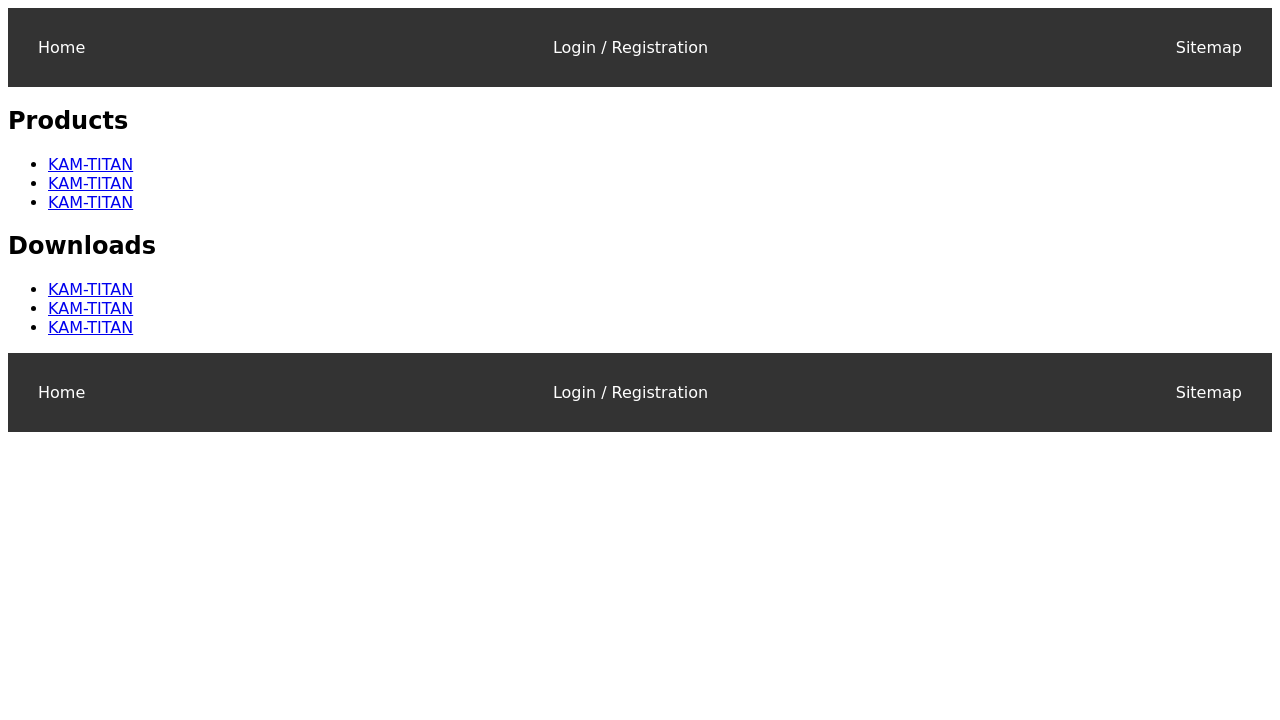 Home Login / Registration Sitemap
Products
KAM-TITAN
KAM-TITAN
KAM-TITAN
Downloads
KAM-TITAN
KAM-TITAN
KAM-TITAN
Home Login / Registration Sitemap